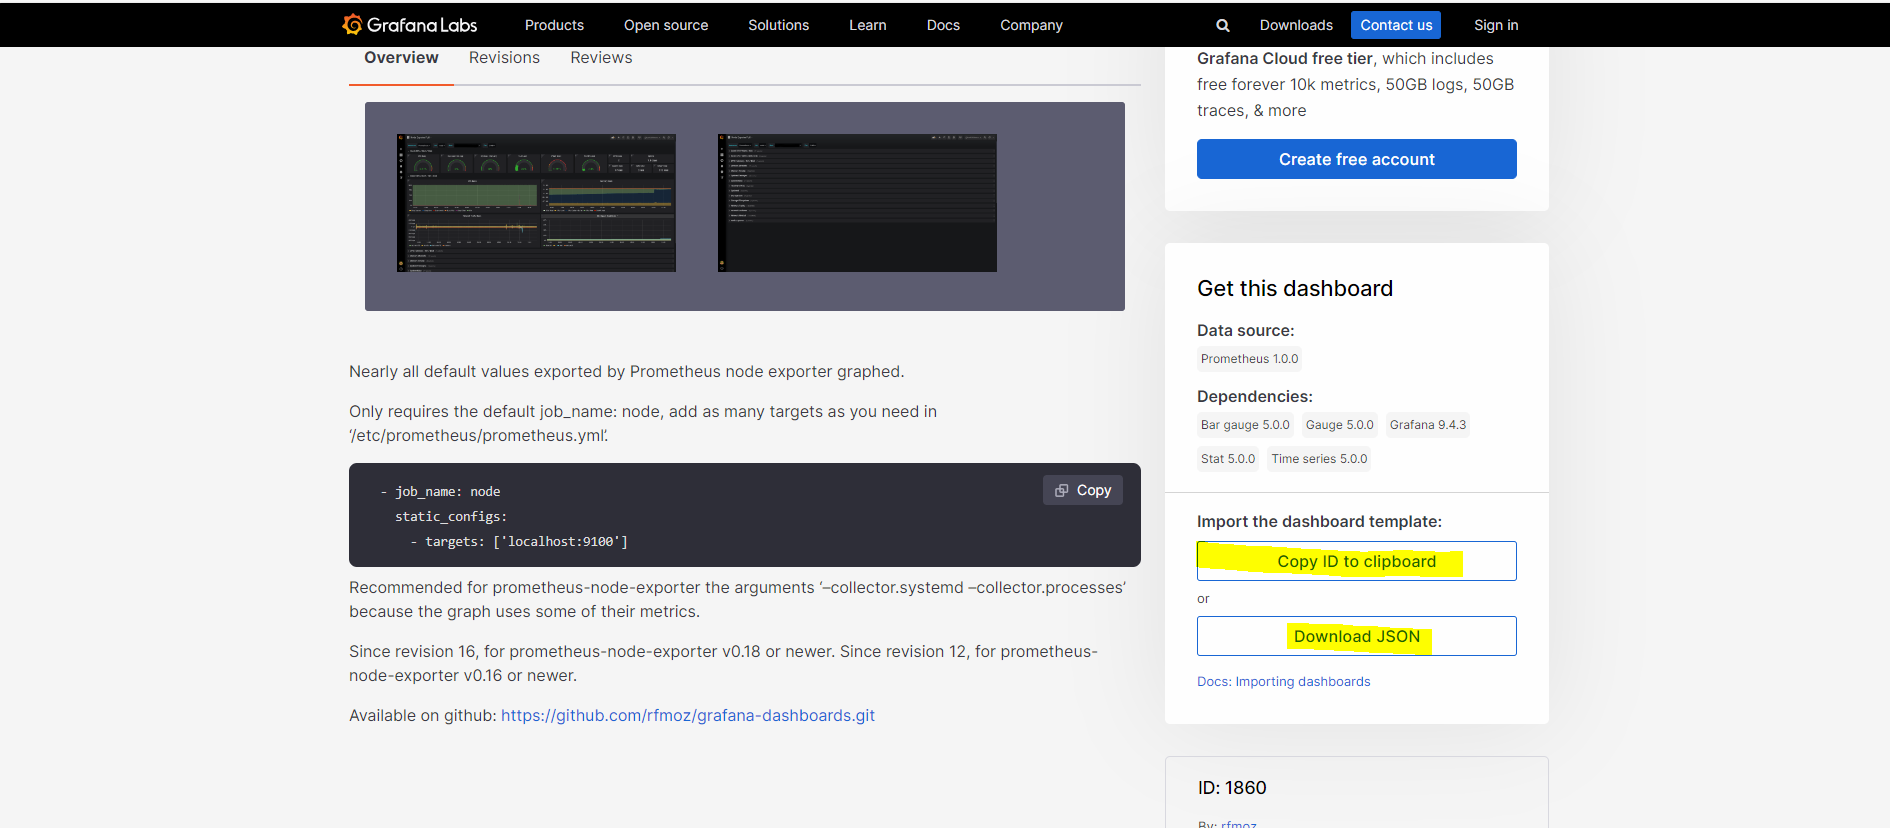 Grafana Labs Products Open source Solutions Learn Docs Company Downloads Contact us Sign in
Overview Revisions Reviews
Nearly all default values exported by Prometheus node exporter graphed.
Only requires the default job_name: node, add as many targets as you need in
‘/etc/prometheus/prometheus.yml’.
- job_name: node
static_configs:
- targets: ['localhost:9100']
Copy
Recommended for prometheus-node-exporter the arguments ‘–collector.systemd –collector.processes’
because the graph uses some of their metrics.
Since revision 16, for prometheus-node-exporter v0.18 or newer. Since revision 12, for prometheus-
node-exporter v0.16 or newer.
Available on github: https://github.com/rfmoz/grafana-dashboards.git
Grafana Cloud free tier, which includes
free forever 10k metrics, 50GB logs, 50GB
traces, & more
Create free account
Get this dashboard
Data source:
Prometheus 1.0.0
Dependencies:
Bar gauge 5.0.0 Gauge 5.0.0 Grafana 9.4.3
Stat 5.0.0 Time series 5.0.0
Import the dashboard template:
Copy ID to clipboard
or
Download JSON
Docs: Importing dashboards
ID: 1860
By: rfmoz